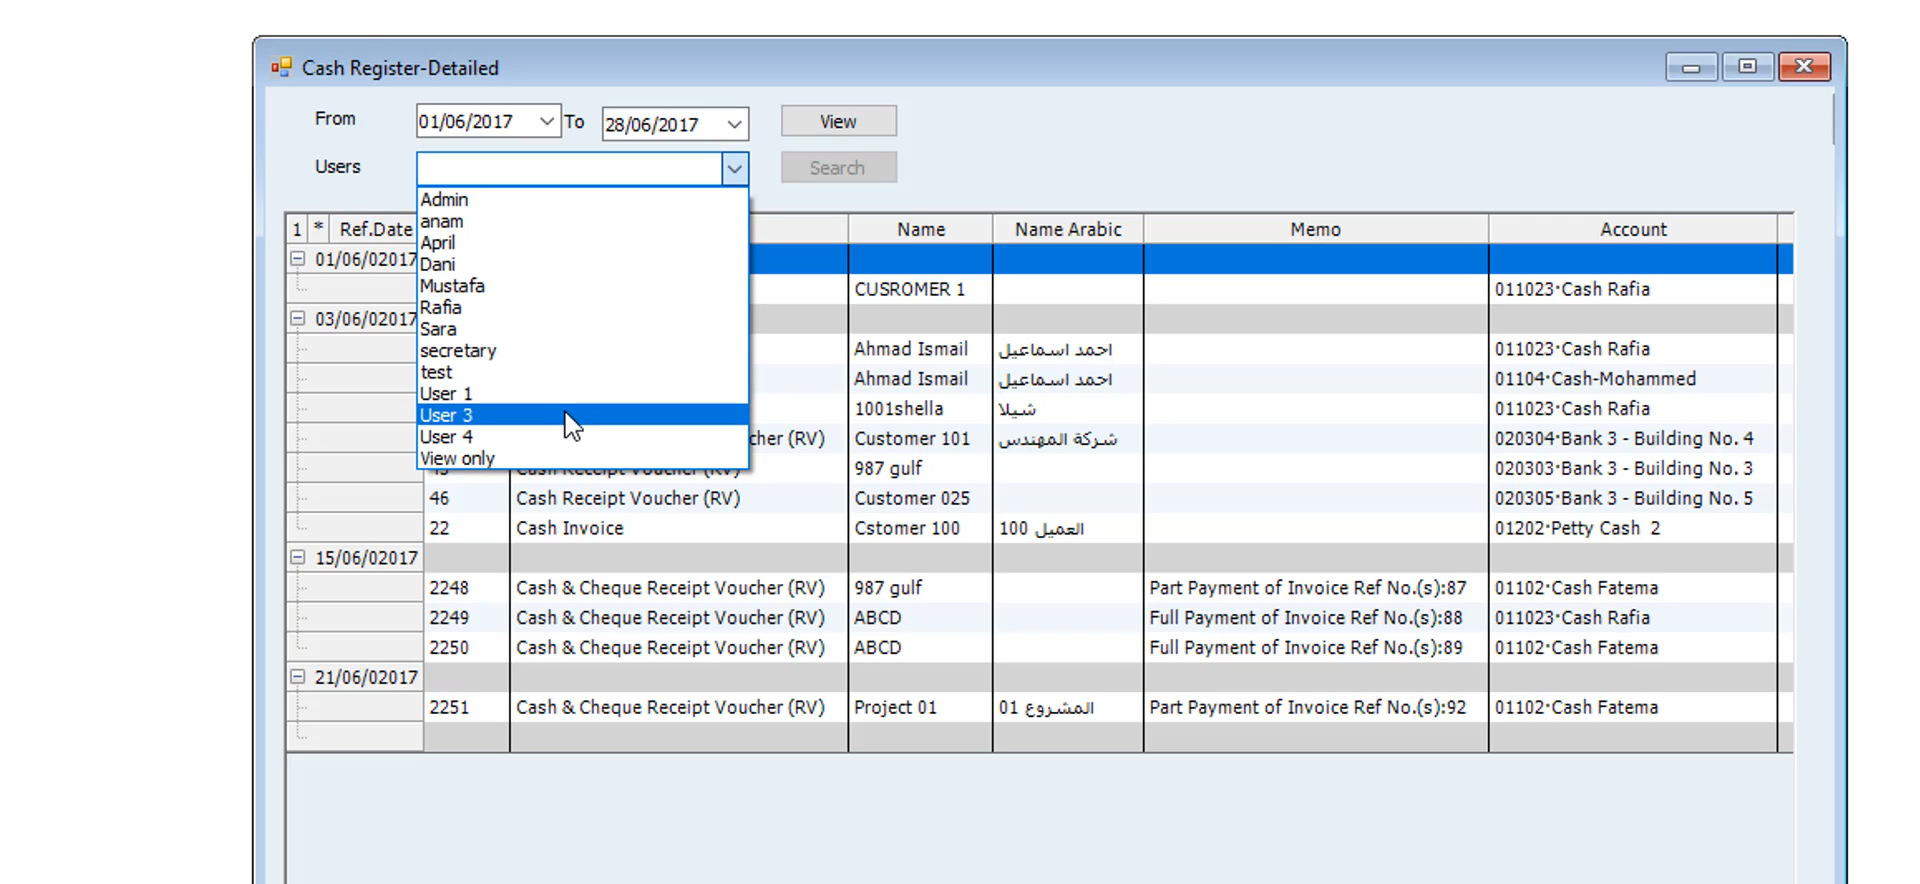 Cash Register-Detailed
From 01/06/2017 To 28/06/2017 View
Users Search
Admin
anam
April
Dani
Mustafa
Rafia
Sara
secretary
test
User 1
User 3
User 4
View only
1 * Ref.Date Name Name Arabic Memo Account
01/06/02017
CUSROMER 1 011023·Cash Rafia
03/06/02017
Ahmad Ismail احمد اسماعيل 011023·Cash Rafia
Ahmad Ismail احمد اسماعيل 01104·Cash-Mohammed
1001shella شيلا 011023·Cash Rafia
cher (RV) Customer 101 شركة المهندس 020304·Bank 3 - Building No. 4
Cash Receipt Voucher (RV) 987 gulf 020303·Bank 3 - Building No. 3
46 Cash Receipt Voucher (RV) Customer 025 020305·Bank 3 - Building No. 5
22 Cash Invoice Cstomer 100 العميل 100 01202·Petty Cash 2
15/06/02017
2248 Cash & Cheque Receipt Voucher (RV) 987 gulf Part Payment of Invoice Ref No.(s):87 01102·Cash Fatema
2249 Cash & Cheque Receipt Voucher (RV) ABCD Full Payment of Invoice Ref No.(s):88 011023·Cash Rafia
2250 Cash & Cheque Receipt Voucher (RV) ABCD Full Payment of Invoice Ref No.(s):89 01102·Cash Fatema
21/06/02017
2251 Cash & Cheque Receipt Voucher (RV) Project 01 المشروع 01 Part Payment of Invoice Ref No.(s):92 01102·Cash Fatema